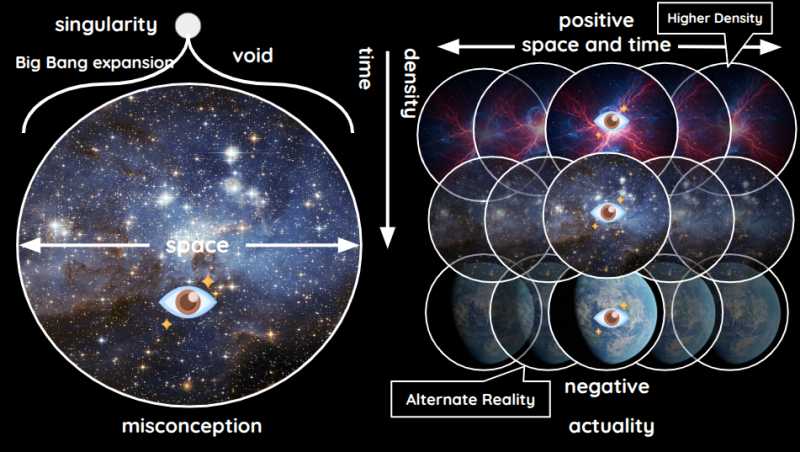 singularity
Big Bang expansion
void
space
misconception
time
density
positive
space and time
Higher Density
Alternate Reality
negative
actuality